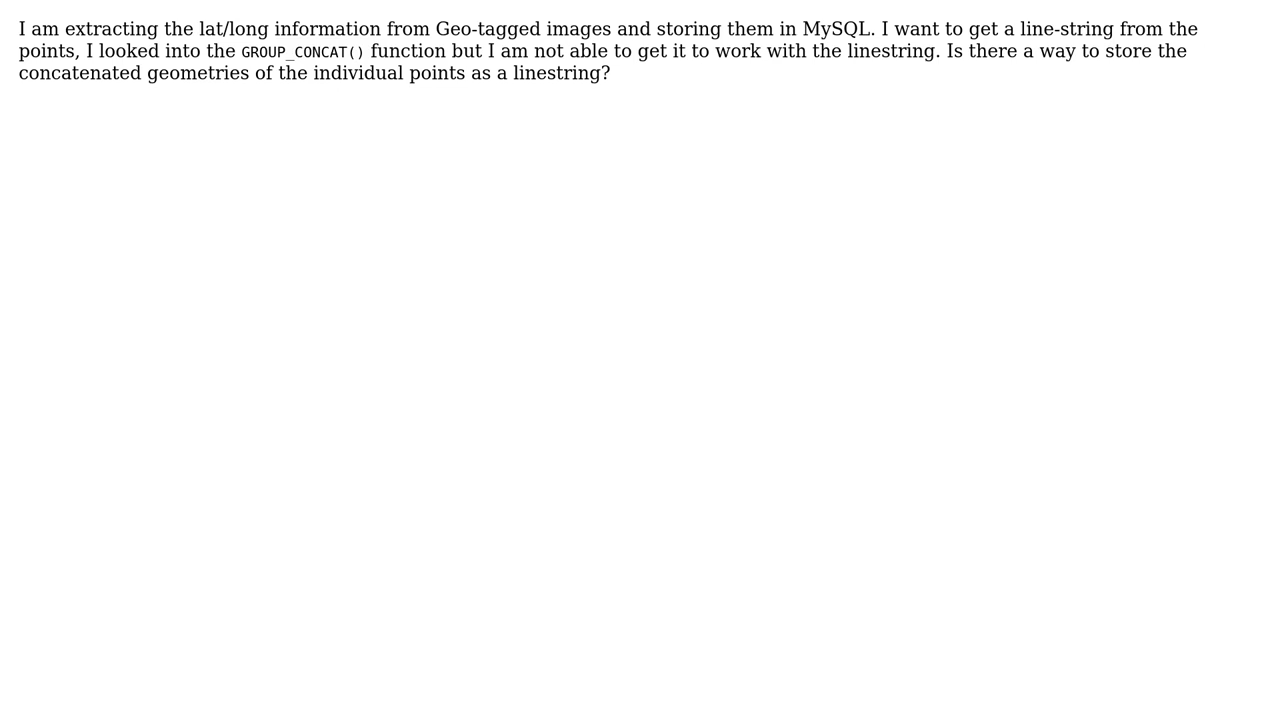 I am extracting the lat/long information from Geo-tagged images and storing them in MySQL. I want to get a line-string from the
points, I looked into the GROUP_CONCAT() function but I am not able to get it to work with the linestring. Is there a way to store the
concatenated geometries of the individual points as a linestring?